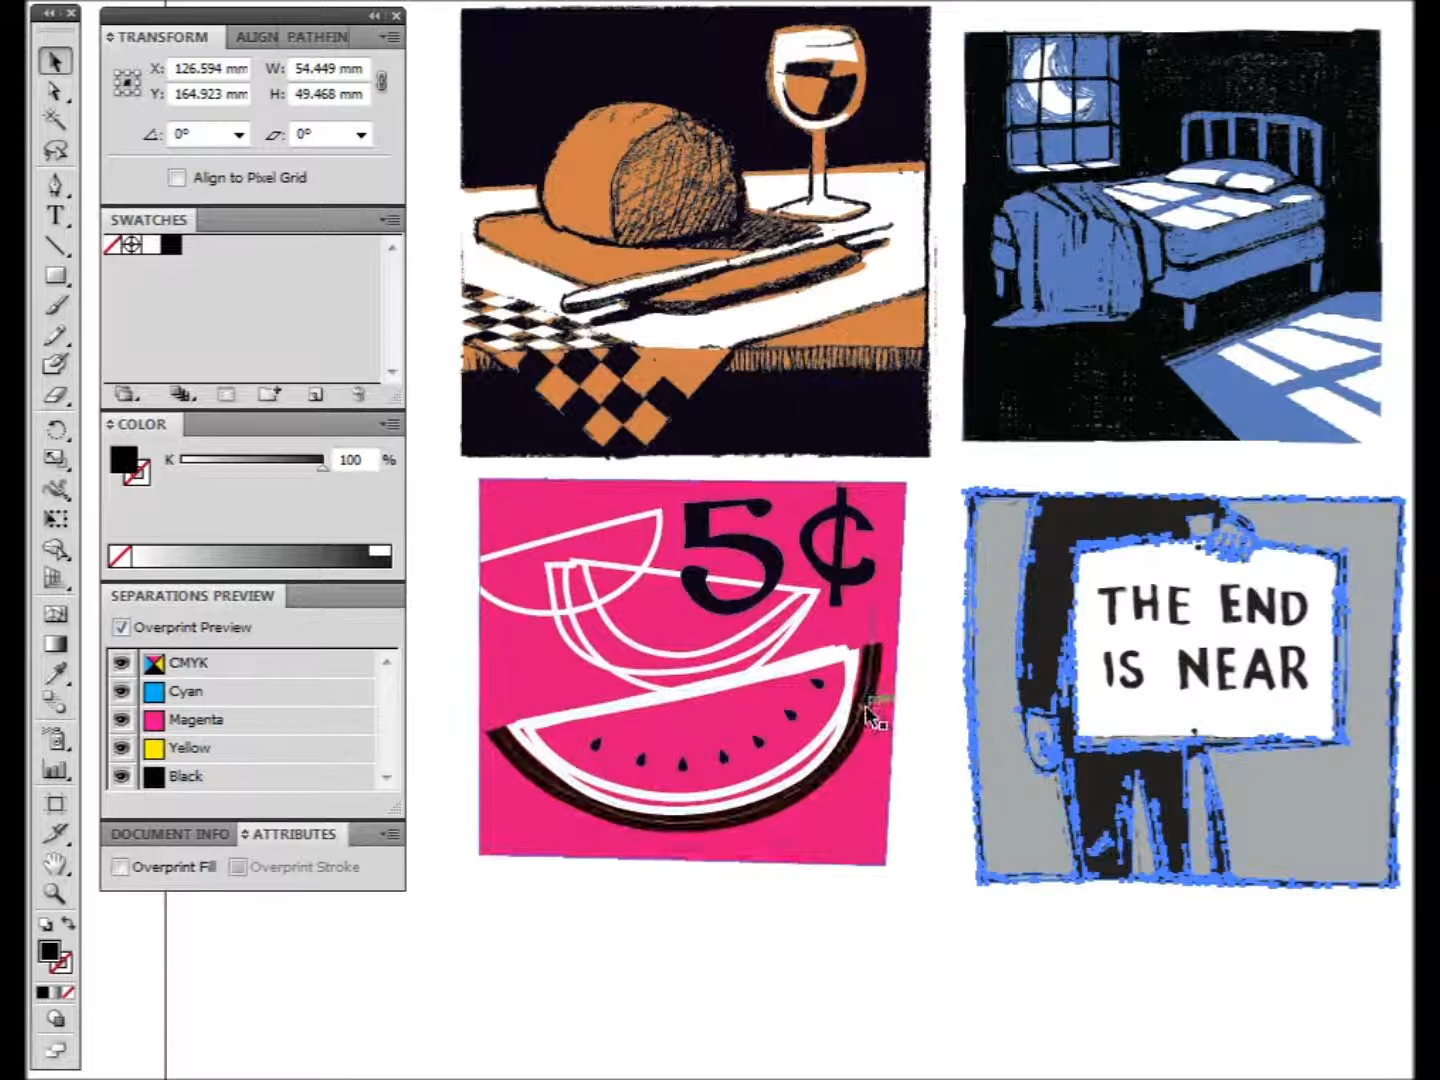 TRANSFORM ALIGN PATHFIN
X: 126.594 mm W: 54.449 mm
Y: 164.923 mm H: 49.468 mm
0° 0°
Align to Pixel Grid
SWATCHES
COLOR
K 100 %
SEPARATIONS PREVIEW
Overprint Preview
CMYK
Cyan
Magenta
Yellow
Black
DOCUMENT INFO ATTRIBUTES
Overprint Fill Overprint Stroke
5¢
THE END
IS NEAR